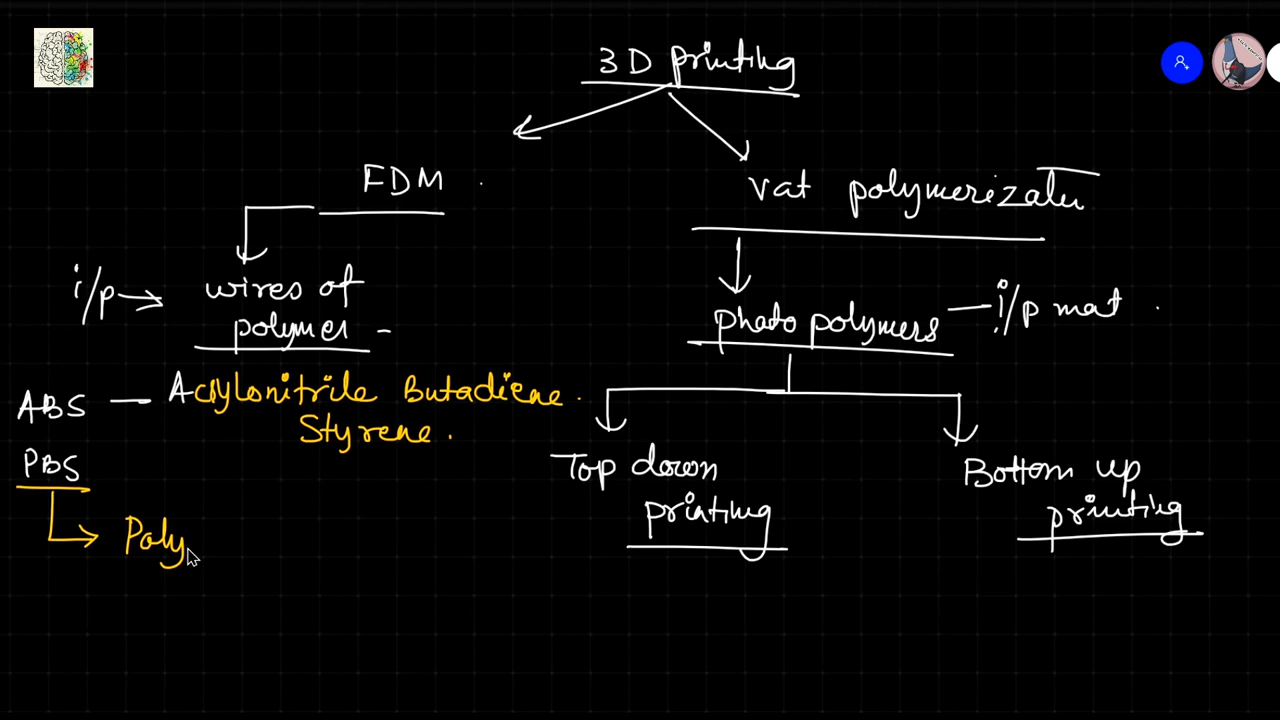 3D printing
FDM.
vat polymerizatn
i/p → wires of
polymer -
photo polymers — i/p mat.
ABS — Acrylonitrile Butadiene.
Styrene.
PBS
Poly
Top down
printing
Bottom up
printing